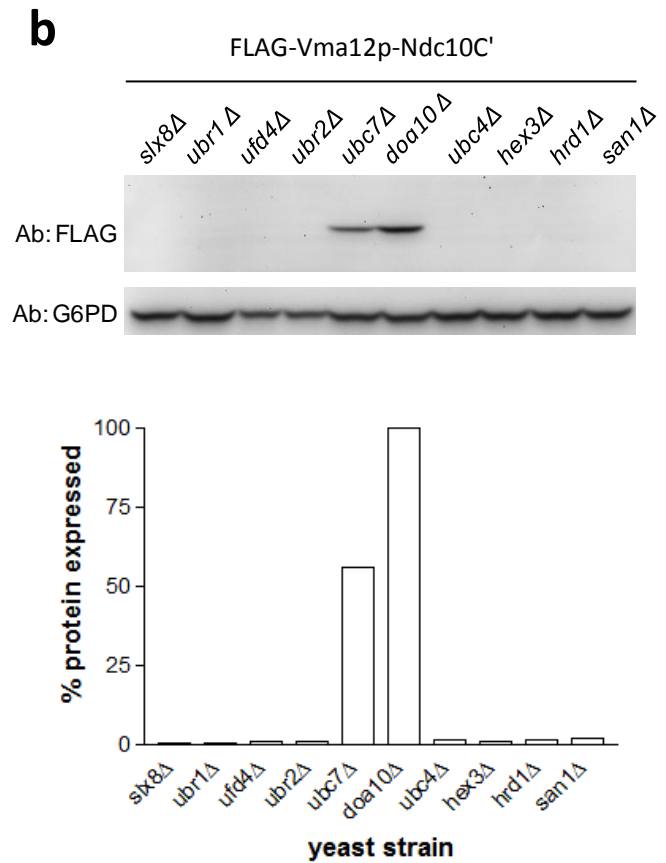 b
FLAG-Vma12p-Ndc10C'
slx8Δ ubr1Δ ufd4Δ ubr2Δ ubc7Δ doa10Δ ubc4Δ hex3Δ hrd1Δ san1Δ
Ab: FLAG
Ab: G6PD
100
75
50
25
0
% protein expressed
slx8Δ ubr1Δ ufd4Δ ubr2Δ ubc7Δ doa10Δ ubc4Δ hex3Δ hrd1Δ san1Δ
yeast strain